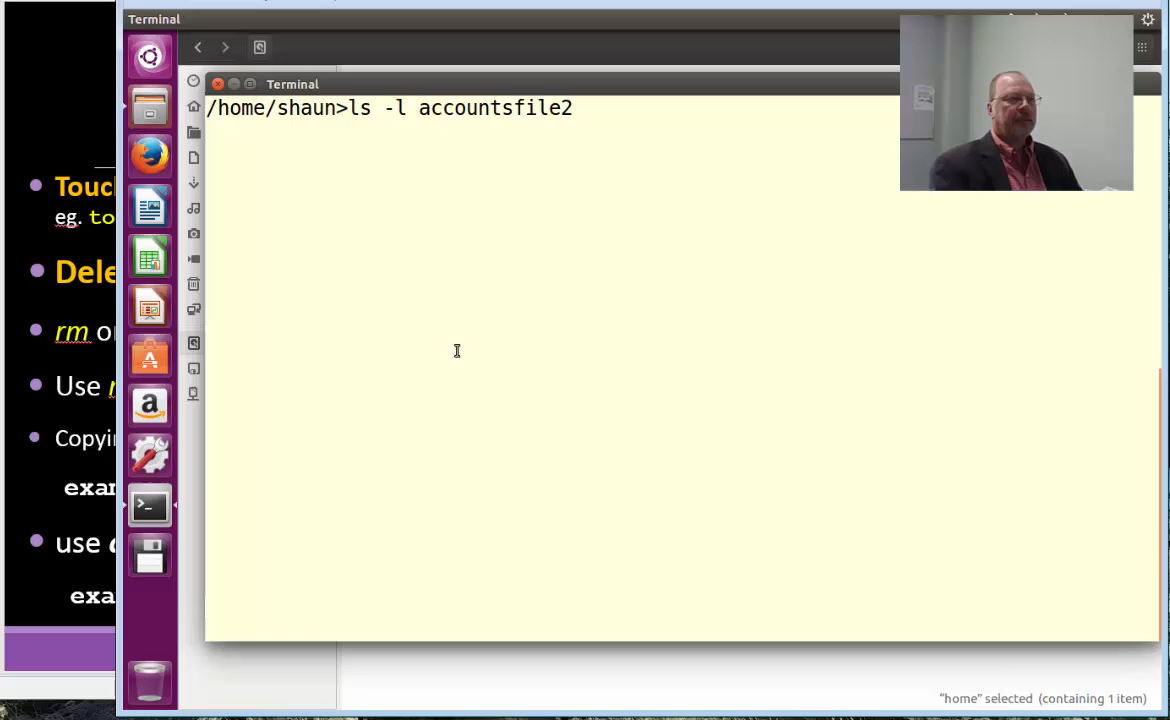 Terminal
Terminal
/home/shaun>ls -l accountsfile2
Touc
eg. to
Dele
rm o
Use
Copyi
exa
use
exa
"home" selected (containing 1 item)